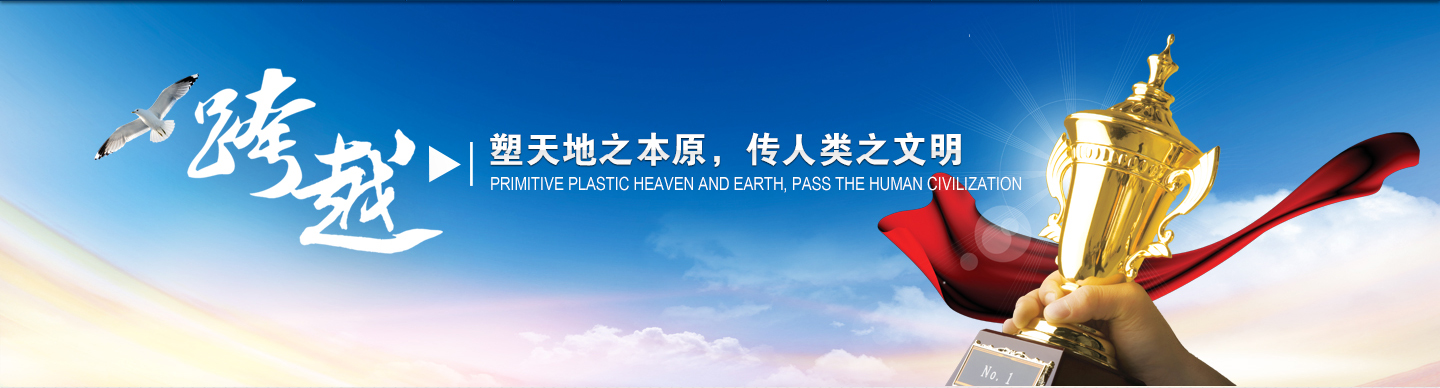 跨越
塑天地之本原，传人类之文明
PRIMITIVE PLASTIC HEAVEN AND EARTH, PASS THE HUMAN CIVILIZATION
No. 1